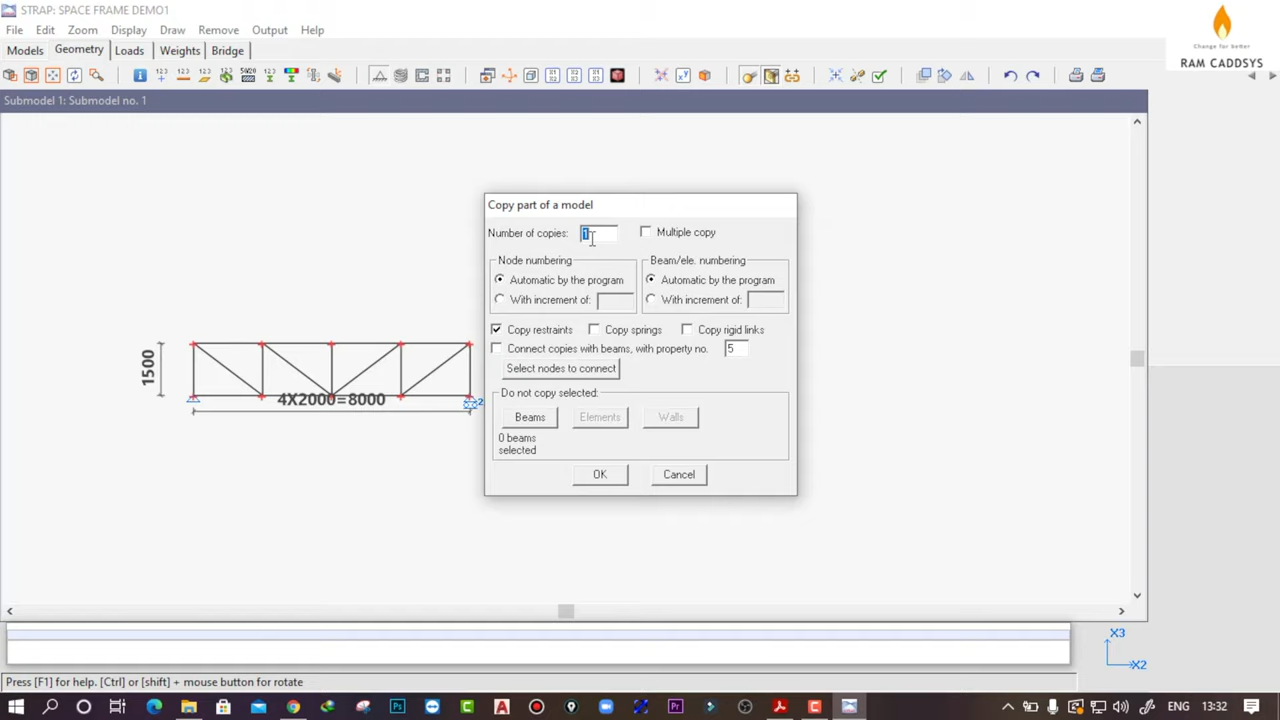 STRAP: SPACE FRAME DEMO1
File Edit Zoom Display Draw Remove Output Help
Change for better
RAM CADDSYS
Models Geometry Loads Weights Bridge
Submodel 1: Submodel no. 1
Copy part of a model
Number of copies: 1 Multiple copy
Node numbering Beam/ele. numbering
Automatic by the program Automatic by the program
With increment of: With increment of:
Copy restraints Copy springs Copy rigid links
Connect copies with beams, with property no. 5
Select nodes to connect
Do not copy selected:
Beams Elements Walls
0 beams
selected
OK Cancel
1500
4X2000=8000
2
X3
X2
Press [F1] for help. [Ctrl] or [shift] + mouse button for rotate
ENG 13:32